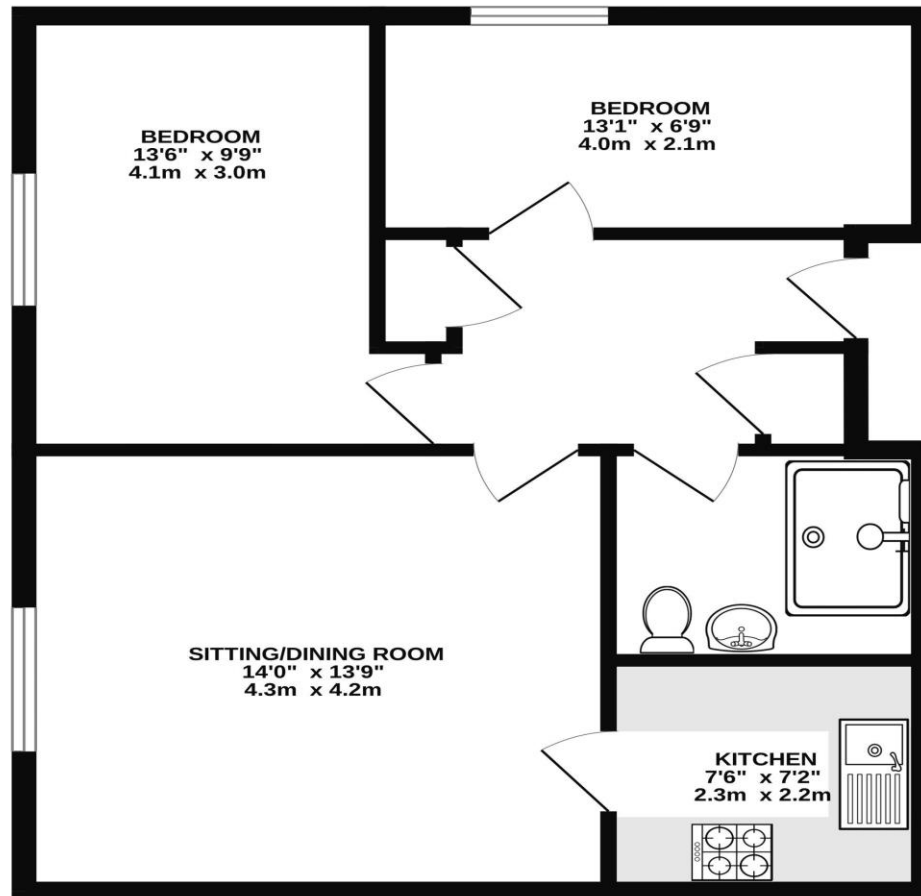 BEDROOM
13'6" x 9'9"
4.1m x 3.0m
BEDROOM
13'1" x 6'9"
4.0m x 2.1m
SITTING/DINING ROOM
14'0" x 13'9"
4.3m x 4.2m
KITCHEN
7'6" x 7'2"
2.3m x 2.2m